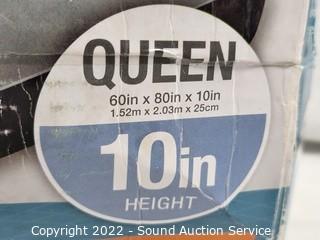 QUEEN
60in x 80in x 10in
1.52m x 2.03m x 25cm
10in
HEIGHT
Copyright 2022 - Sound Auction Service